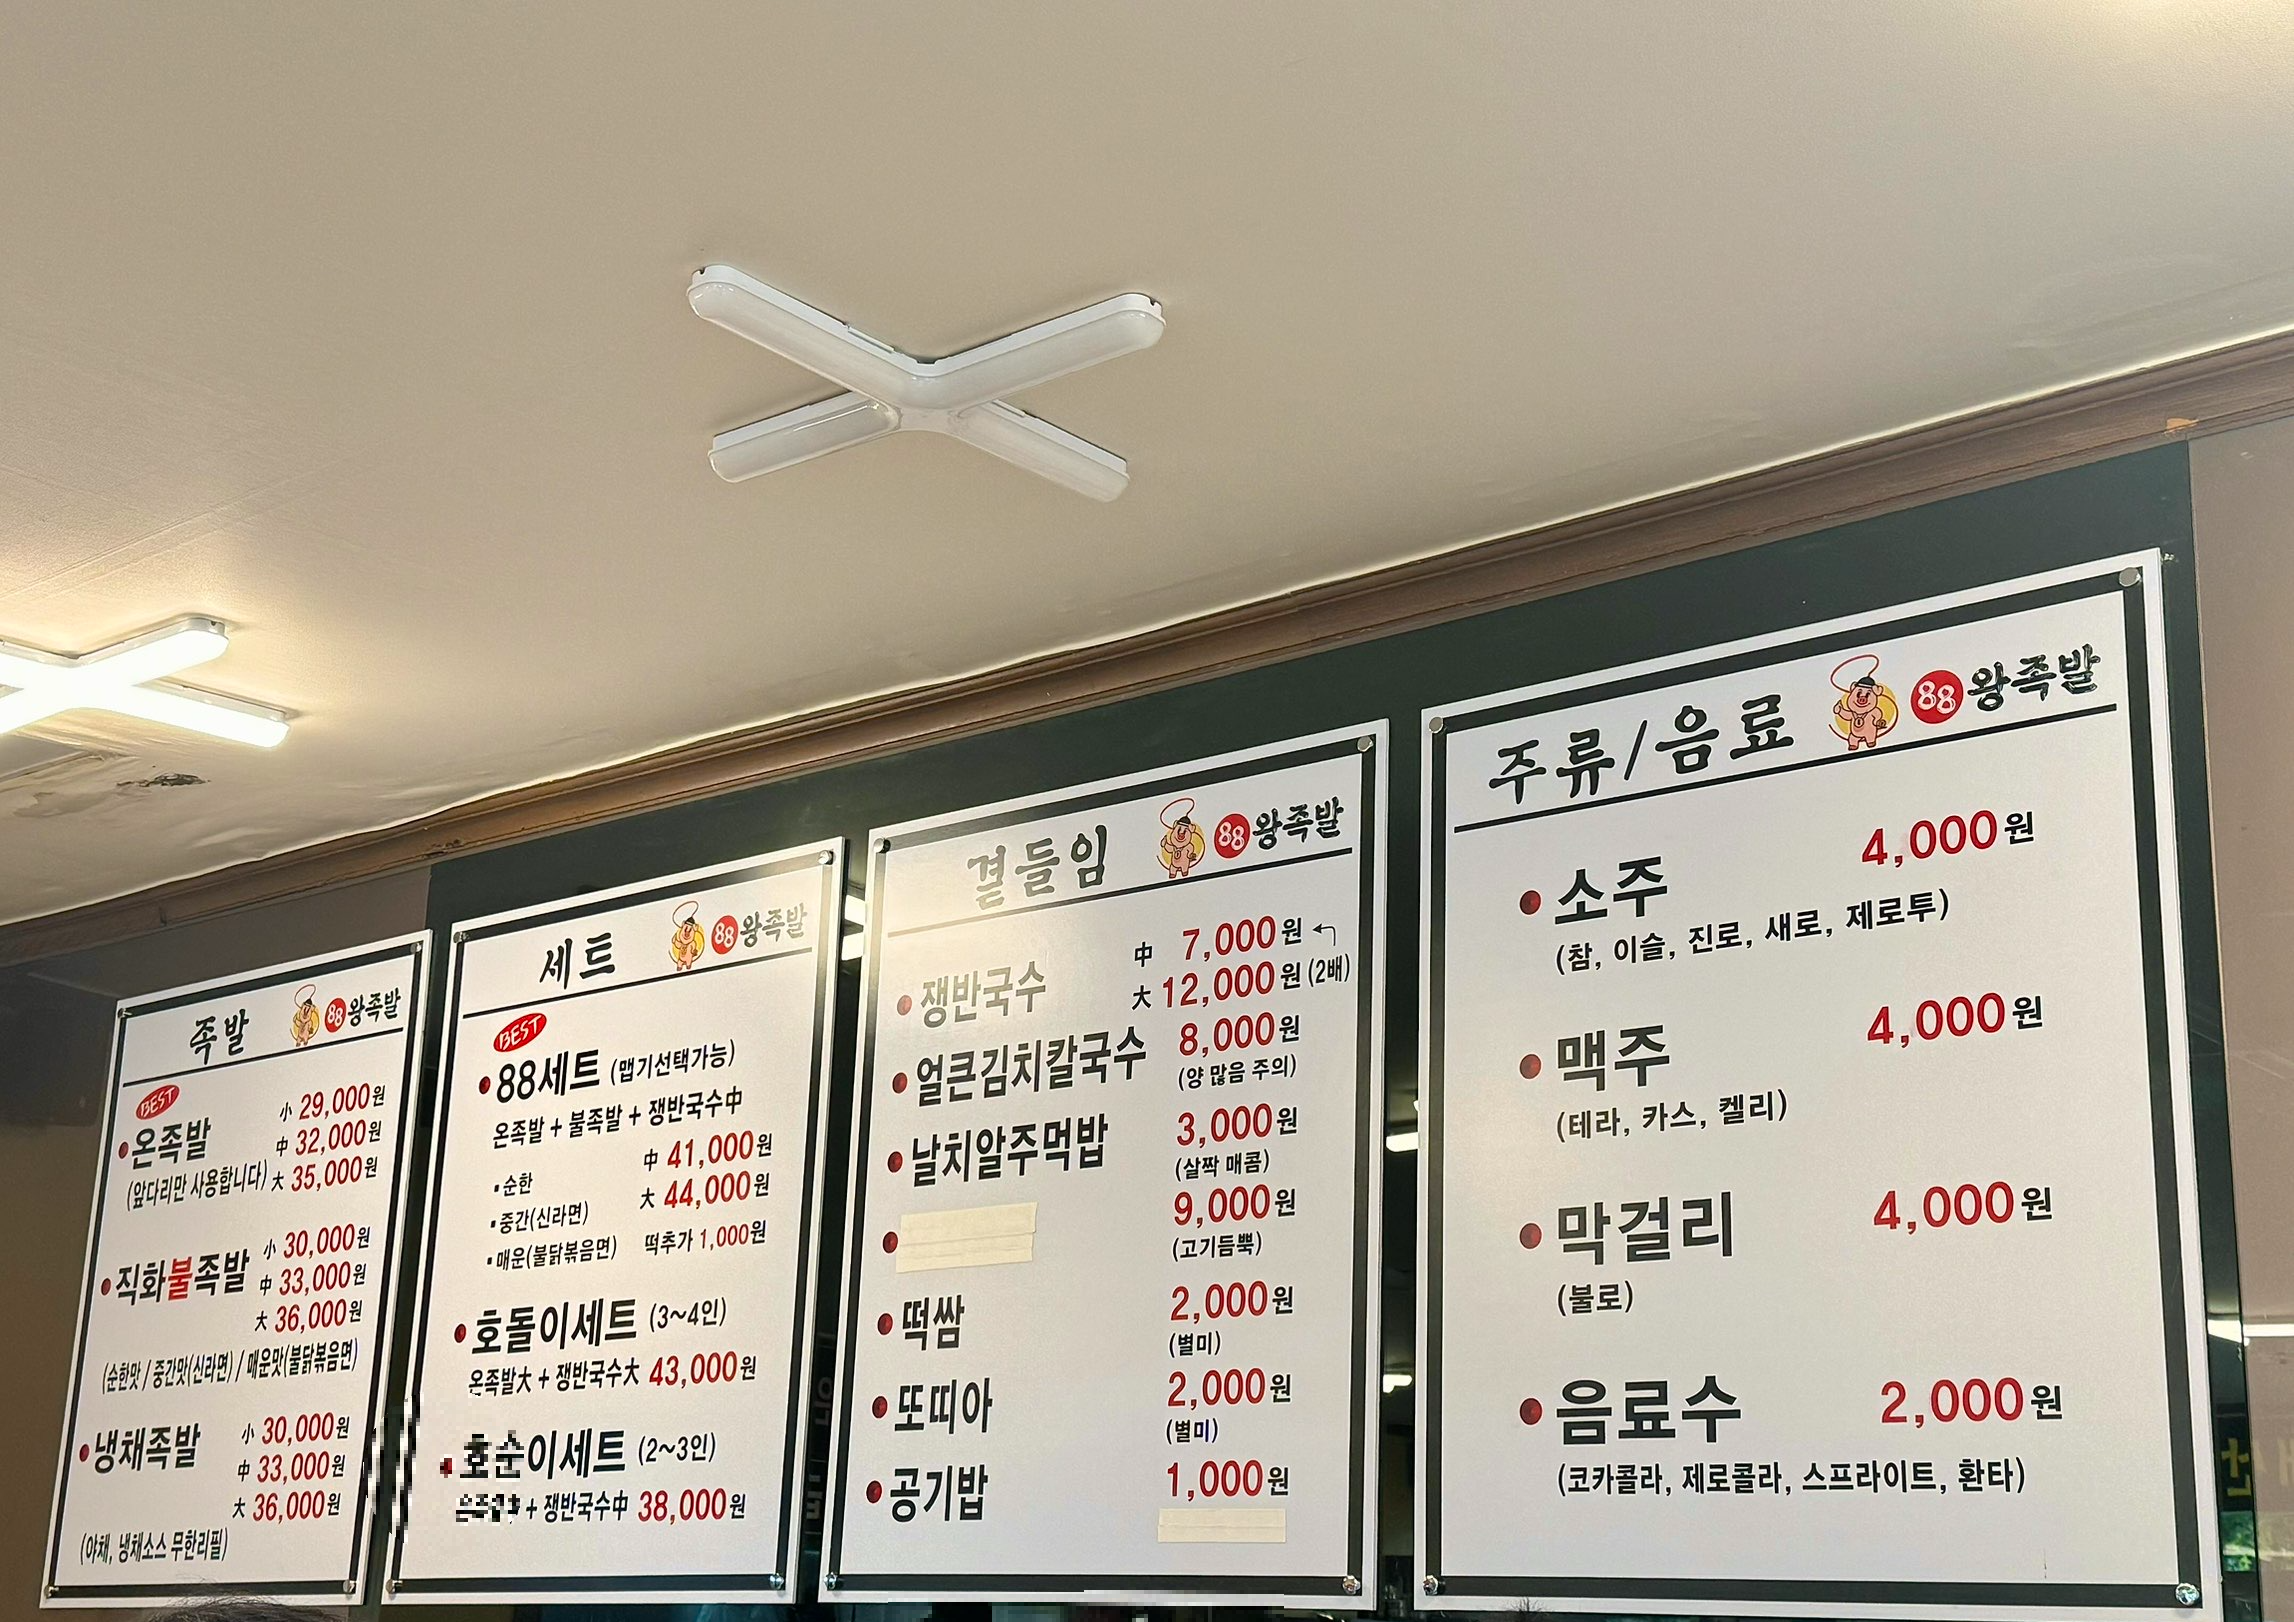 족발 88 왕족발
BEST
온족발
小 29,000원
中 32,000원
大 35,000원
(앞다리만 사용합니다)
직화불족발
小 30,000원
中 33,000원
大 36,000원
(순한맛 / 중간맛(신라면) / 매운맛(불닭볶음면)
냉채족발
小 30,000원
中 33,000원
大 36,000원
(야채, 냉채소스 무한리필)
세트 88 왕족발
BEST
88세트 (맵기선택가능)
온족발 + 불족발 + 쟁반국수中
中 41,000원
大 44,000원
순한
중간(신라면)
매운(불닭볶음면)
떡추가 1,000원
호돌이세트 (3~4인)
온족발大 + 쟁반국수大 43,000원
호순이세트 (2~3인)
+ 쟁반국수中 38,000원
곁들임 88 왕족발
쟁반국수
中 7,000원
大 12,000원 (2배)
얼큰김치칼국수 8,000원
(양 많음 주의)
날치알주먹밥 3,000원
(살짝 매콤)
9,000원
(고기듬뿍)
떡쌈 2,000원
(별미)
또띠아 2,000원
(별미)
공기밥 1,000원
주류/음료 88 왕족발
소주 4,000원
(참, 이슬, 진로, 새로, 제로투)
맥주 4,000원
(테라, 카스, 켈리)
막걸리 4,000원
(불로)
음료수 2,000원
(코카콜라, 제로콜라, 스프라이트, 환타)